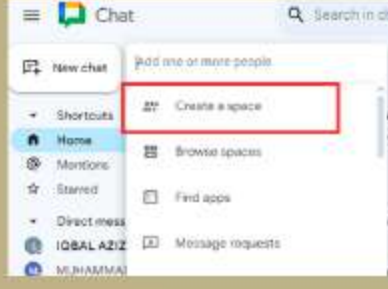 Chat
Search in ch
New chat
Add one or more people
Create a space
Shortcuts
Home
Browse spaces
Mentions
Starred
Find apps
Direct mess
IQBAL AZIZ
Message requests
MUHAMMAD